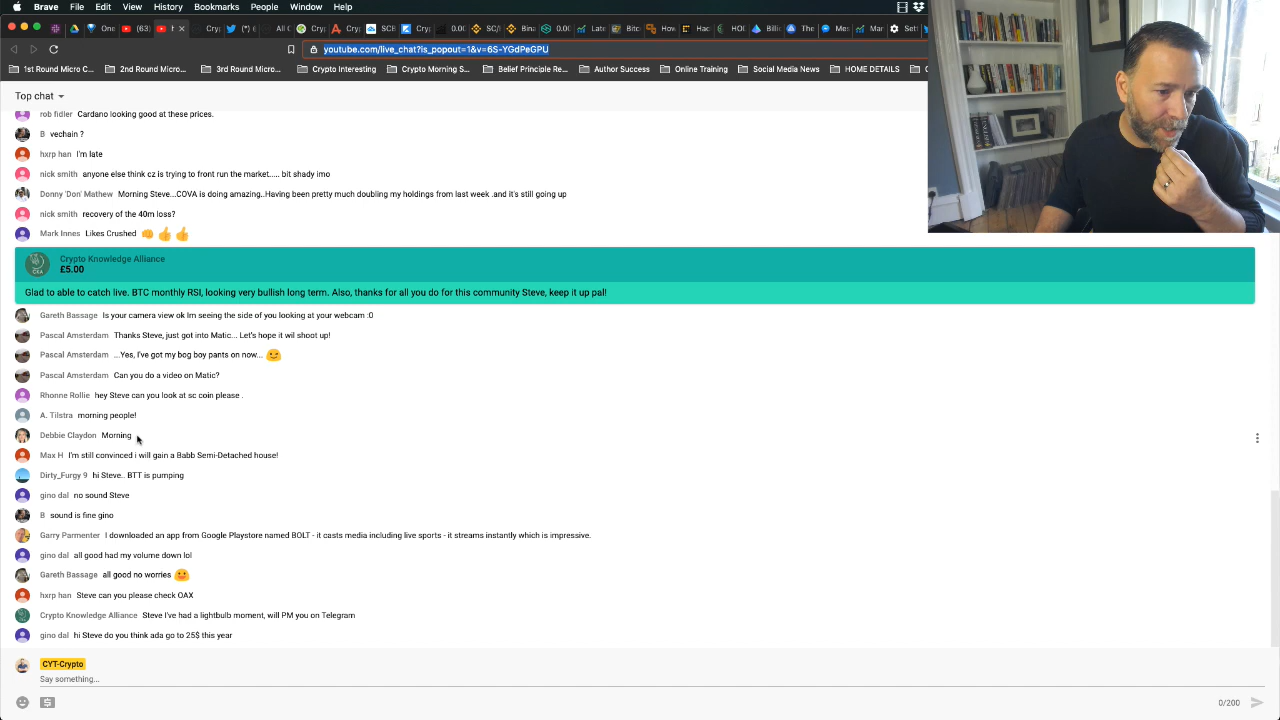 Brave File Edit View History Bookmarks People Window Help
youtube.com/live_chat?is_popout=1&v=6S-YGdPeGPU
1st Round Micro C... 2nd Round Micro... 3rd Round Micro... Crypto Interesting Crypto Morning S... Belief Principle Re... Author Success Online Training Social Media News HOME DETAILS
Top chat
rob fidler Cardano looking good at these prices.
B vechain ?
hxrp han I'm late
nick smith anyone else think cz is trying to front run the market..... bit shady imo
Donny 'Don' Mathew Morning Steve...COVA is doing amazing..Having been pretty much doubling my holdings from last week .and it's still going up
nick smith recovery of the 40m loss?
Mark Innes Likes Crushed
Crypto Knowledge Alliance
£5.00
Glad to able to catch live. BTC monthly RSI, looking very bullish long term. Also, thanks for all you do for this community Steve, keep it up pal!
Gareth Bassage Is your camera view ok Im seeing the side of you looking at your webcam :0
Pascal Amsterdam Thanks Steve, just got into Matic... Let's hope it wil shoot up!
Pascal Amsterdam ...Yes, I've got my bog boy pants on now...
Pascal Amsterdam Can you do a video on Matic?
Rhonne Rollie hey Steve can you look at sc coin please .
A. Tilstra morning people!
Debbie Claydon Morning
Max H I'm still convinced i will gain a Babb Semi-Detached house!
Dirty_Furgy 9 hi Steve.. BTT is pumping
gino dal no sound Steve
B sound is fine gino
Garry Parmenter I downloaded an app from Google Playstore named BOLT - it casts media including live sports - it streams instantly which is impressive.
gino dal all good had my volume down lol
Gareth Bassage all good no worries
hxrp han Steve can you please check OAX
Crypto Knowledge Alliance Steve I've had a lightbulb moment, will PM you on Telegram
gino dal hi Steve do you think ada go to 25$ this year
CYT-Crypto
Say something...
0/200